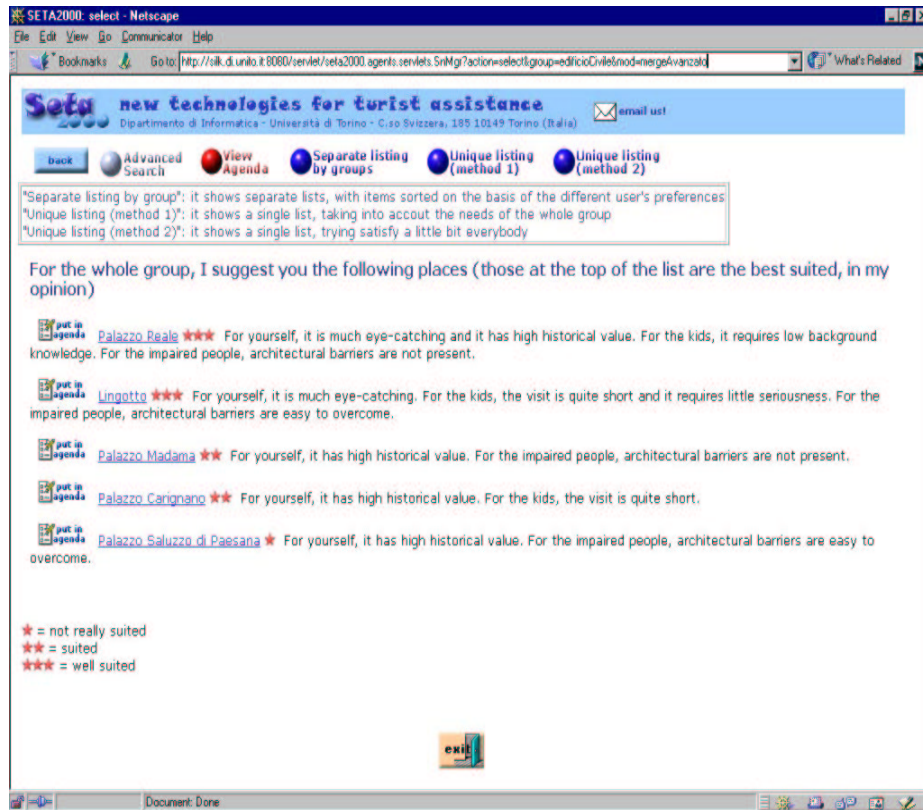 SETA2000: select - Netscape
File Edit View Go Communicator Help
Bookmarks Go to: http://silk.di.unito.it:8080/servlet/seta2000.agents.servlets.SnMgr?action=select&group=edificioCivile&mod=mergeAvanzato What's Related
Seta 2000
new technologies for turist assistance
email us!
Dipartimento di Informatica - Università di Torino - C.so Svizzera, 185 10149 Torino (Italia)
back
Advanced Search
View Agenda
Separate listing by groups
Unique listing (method 1)
Unique listing (method 2)
"Separate listing by group": it shows separate lists, with items sorted on the basis of the different user's preferences
"Unique listing (method 1)": it shows a single list, taking into accout the needs of the whole group
"Unique listing (method 2)": it shows a single list, trying satisfy a little bit everybody
For the whole group, I suggest you the following places (those at the top of the list are the best suited, in my
opinion)
put in agenda Palazzo Reale ★★★ For yourself, it is much eye-catching and it has high historical value. For the kids, it requires low background
knowledge. For the impaired people, architectural barriers are not present.
put in agenda Lingotto ★★★ For yourself, it is much eye-catching. For the kids, the visit is quite short and it requires little seriousness. For the
impaired people, architectural barriers are easy to overcome.
put in agenda Palazzo Madama ★★ For yourself, it has high historical value. For the impaired people, architectural barriers are not present.
put in agenda Palazzo Carignano ★★ For yourself, it has high historical value. For the kids, the visit is quite short.
put in agenda Palazzo Saluzzo di Paesana ★ For yourself, it has high historical value. For the impaired people, architectural barriers are easy to
overcome.
★ = not really suited
★★ = suited
★★★ = well suited
exit
Document: Done